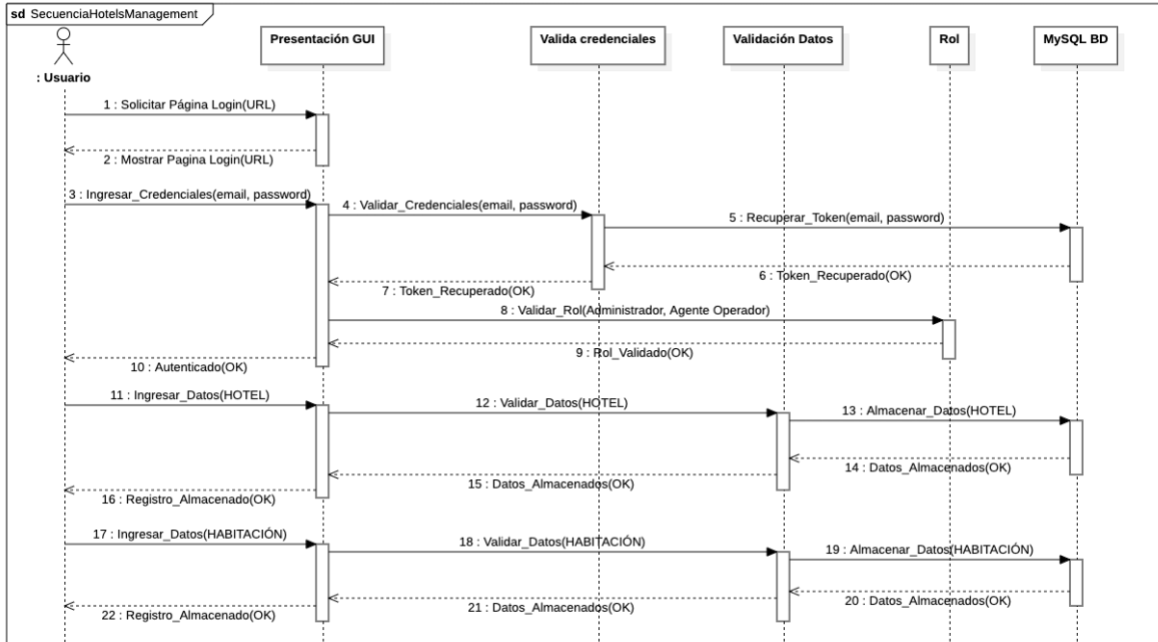 sd SecuenciaHotelsManagement
: Usuario
Presentación GUI
Valida credenciales
Validación Datos
Rol
MySQL BD
1 : Solicitar Página Login(URL)
2 : Mostrar Pagina Login(URL)
3 : Ingresar_Credenciales(email, password)
4 : Validar_Credenciales(email, password)
5 : Recuperar_Token(email, password)
6 : Token_Recuperado(OK)
7 : Token_Recuperado(OK)
8 : Validar_Rol(Administrador, Agente Operador)
9 : Rol_Validado(OK)
10 : Autenticado(OK)
11 : Ingresar_Datos(HOTEL)
12 : Validar_Datos(HOTEL)
13 : Almacenar_Datos(HOTEL)
14 : Datos_Almacenados(OK)
15 : Datos_Almacenados(OK)
16 : Registro_Almacenado(OK)
17 : Ingresar_Datos(HABITACIÓN)
18 : Validar_Datos(HABITACIÓN)
19 : Almacenar_Datos(HABITACIÓN)
20 : Datos_Almacenados(OK)
21 : Datos_Almacenados(OK)
22 : Registro_Almacenado(OK)